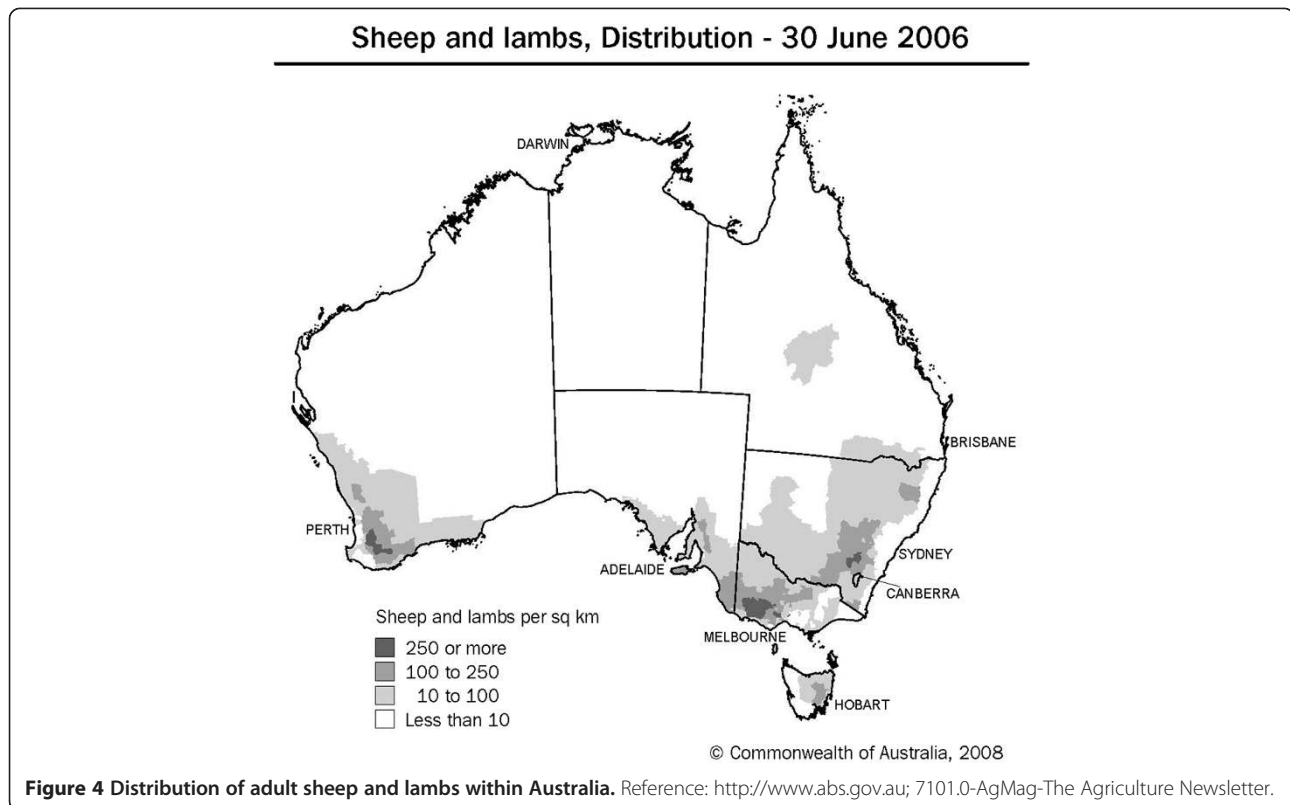 Sheep and lambs, Distribution - 30 June 2006
DARWIN
BRISBANE
PERTH
SYDNEY
ADELAIDE
CANBERRA
Sheep and lambs per sq km
MELBOURNE
250 or more
100 to 250
10 to 100
HOBART
Less than 10
© Commonwealth of Australia, 2008
Figure 4 Distribution of adult sheep and lambs within Australia. Reference: http://www.abs.gov.au; 7101.0-AgMag-The Agriculture Newsletter.